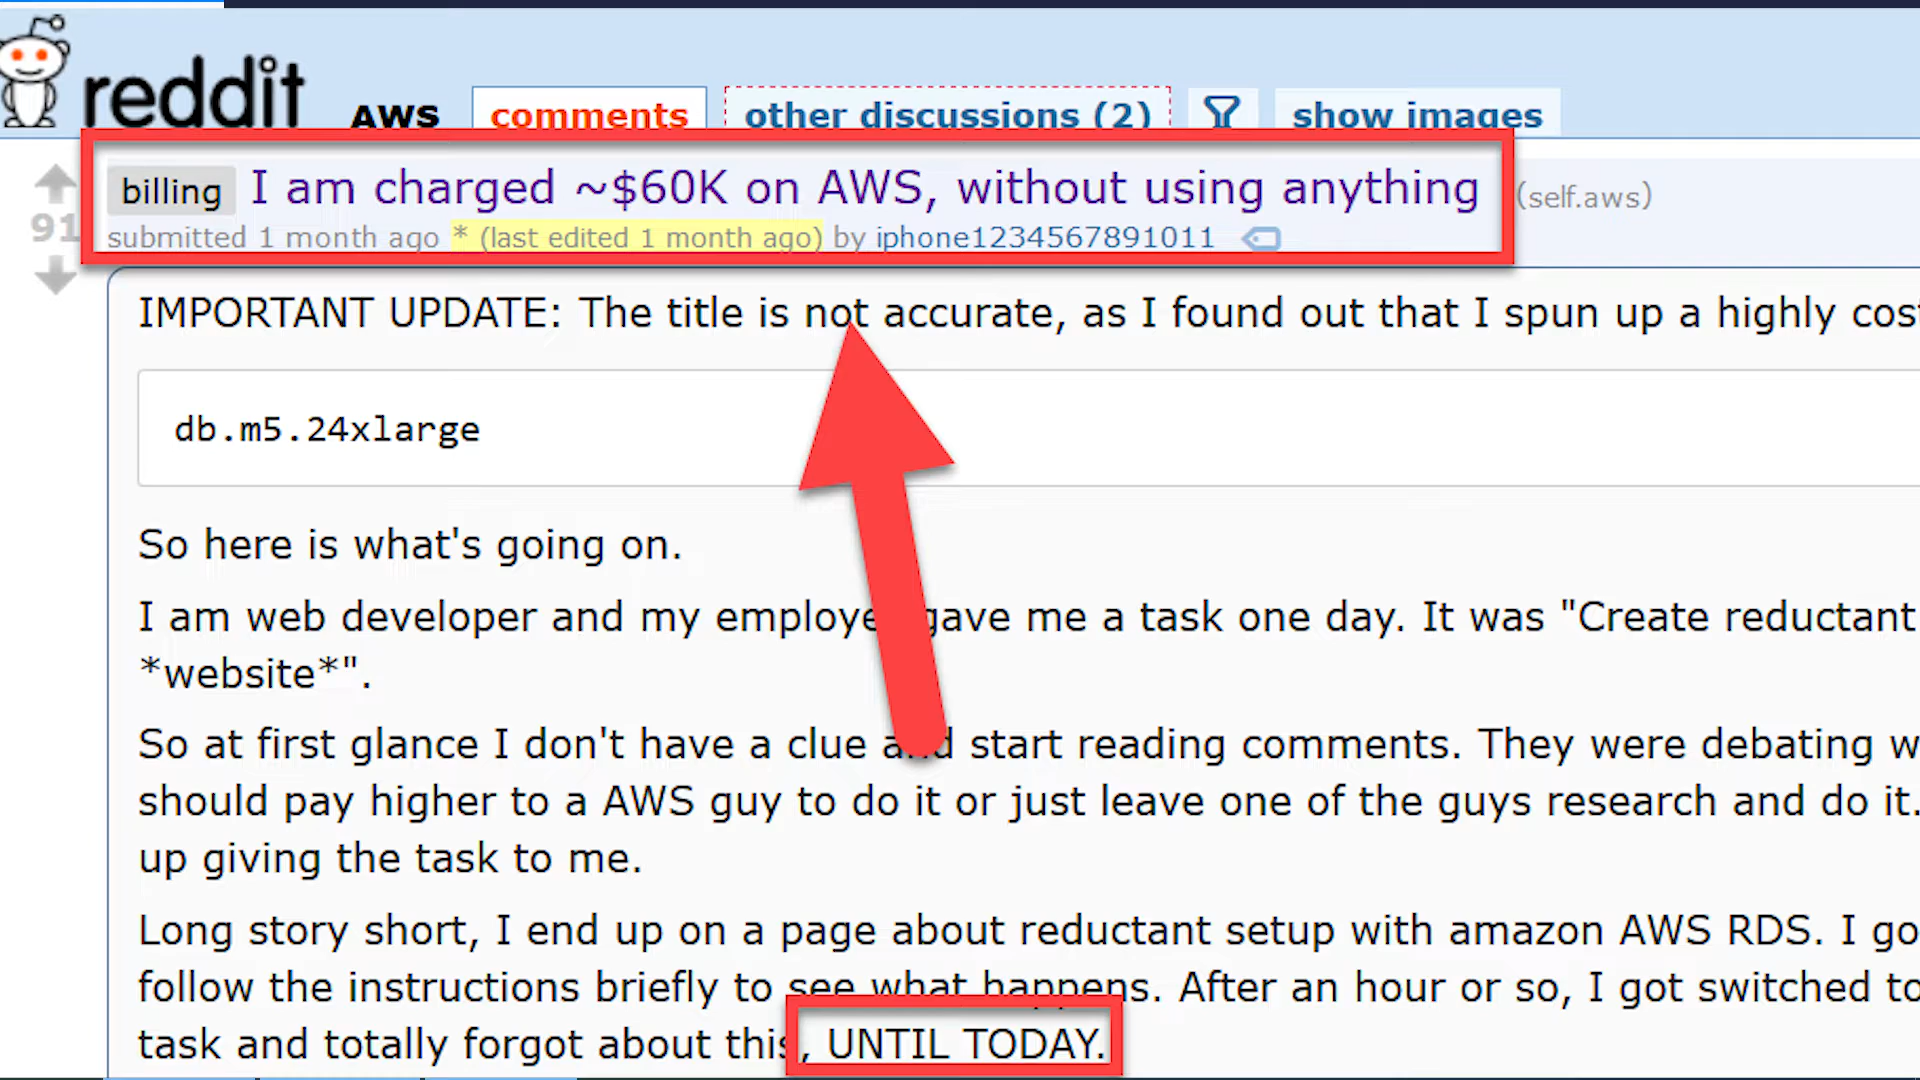 reddit AWS comments other discussions (2) show images
billing I am charged ~$60K on AWS, without using anything (self.aws)
91
submitted 1 month ago * (last edited 1 month ago) by iphone1234567891011
IMPORTANT UPDATE: The title is not accurate, as I found out that I spun up a highly
db.m5.24xlarge
So here is what's going on.
I am web developer and my gave me a task one day. It was "Create reductant
*website*".
So at first glance I don't have a clue and start reading comments. They were debating
should pay higher to a AWS guy to do it or just leave one of the guys research and do it.
up giving the task to me.
Long story short, I end up on a page about reductant setup with amazon AWS RDS. I
follow the instructions briefly to see what happens. After an hour or so, I got switched to
task and totally forgot about this, UNTIL TODAY.